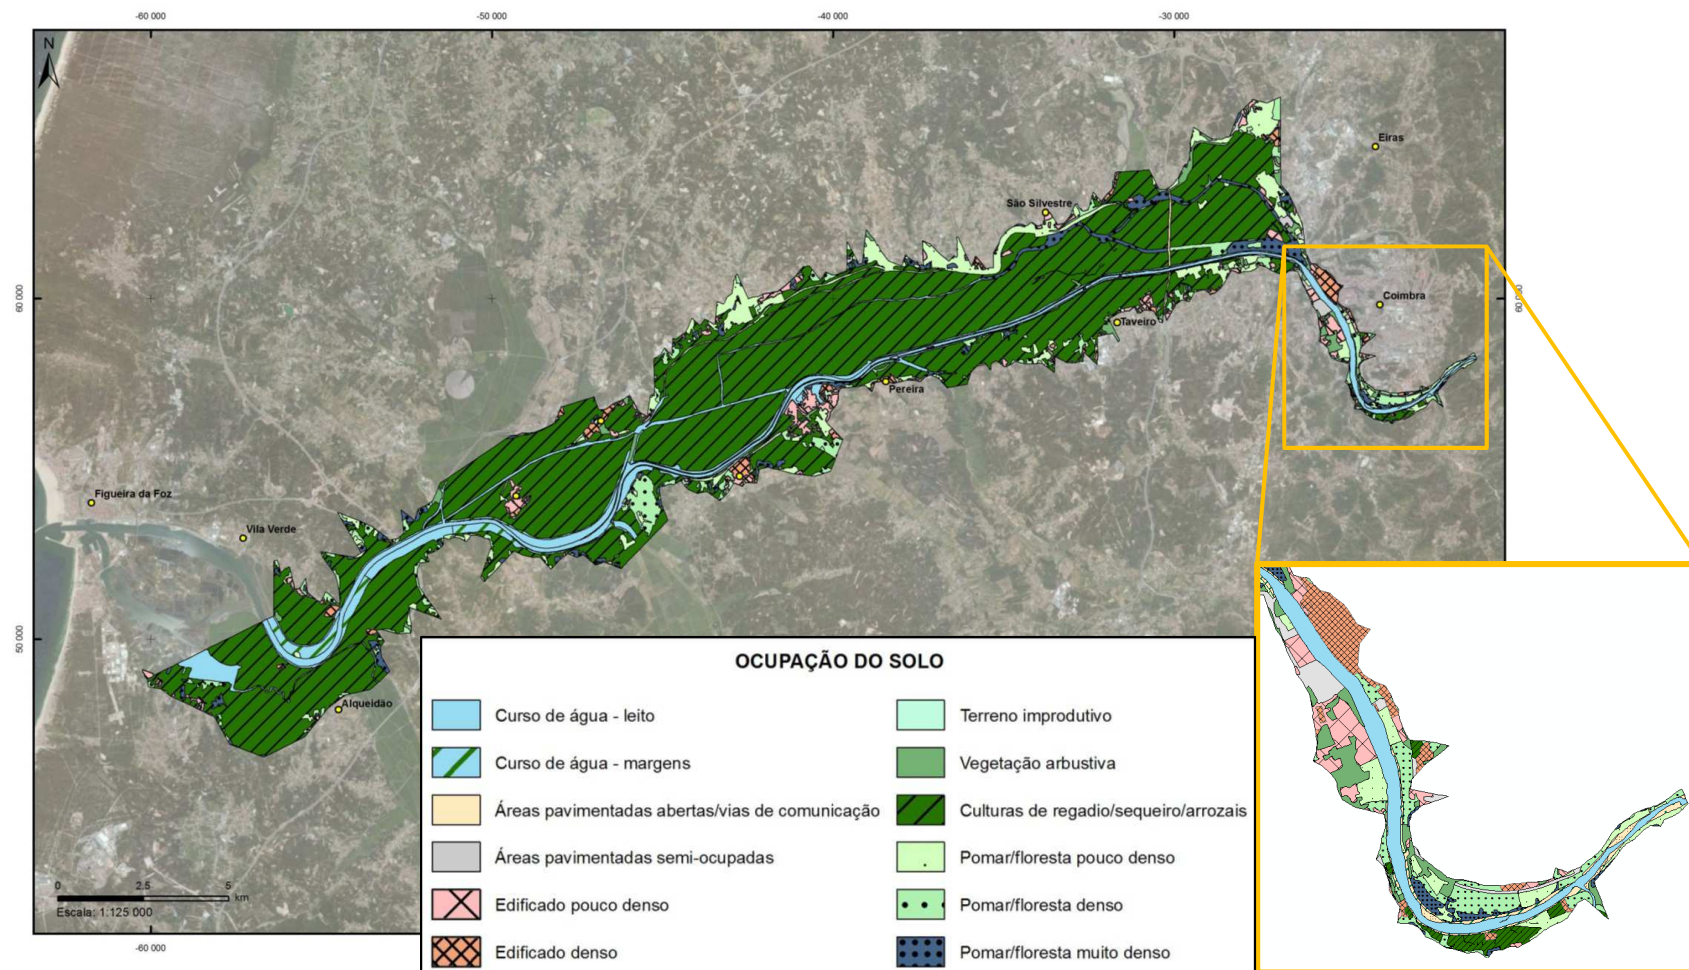 -60 000
-50 000
-40 000
-30 000
N
Eiras
São Silvestre
60 000
Coimbra
60 000
Taveiro
Pereira
Figueira da Foz
Vila Verde
50 000
Alqueidão
0 2.5 5
km
Escala: 1:125 000
-60 000
OCUPAÇÃO DO SOLO
Curso de água - leito
Curso de água - margens
Áreas pavimentadas abertas/vias de comunicação
Áreas pavimentadas semi-ocupadas
Edificado pouco denso
Edificado denso
Terreno improdutivo
Vegetação arbustiva
Culturas de regadio/sequeiro/arrozais
Pomar/floresta pouco denso
Pomar/floresta denso
Pomar/floresta muito denso